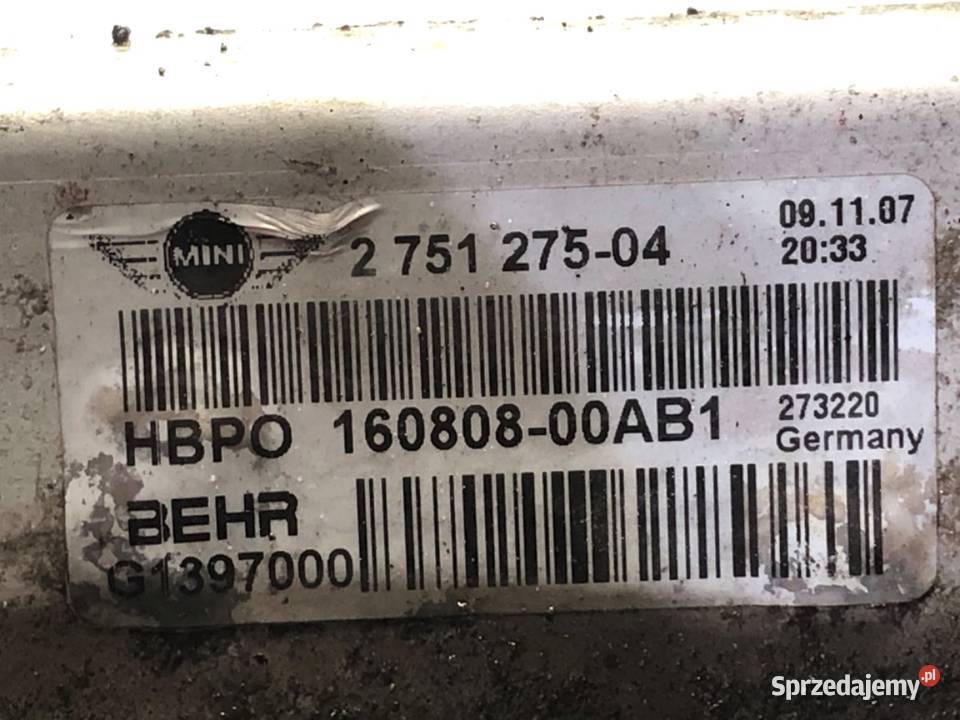 MINI 2 751 275-04 09.11.07
20:33
HBPO 160808-00AB1 273220
Germany
BEHR
G1397000
Sprzedajemy.pl